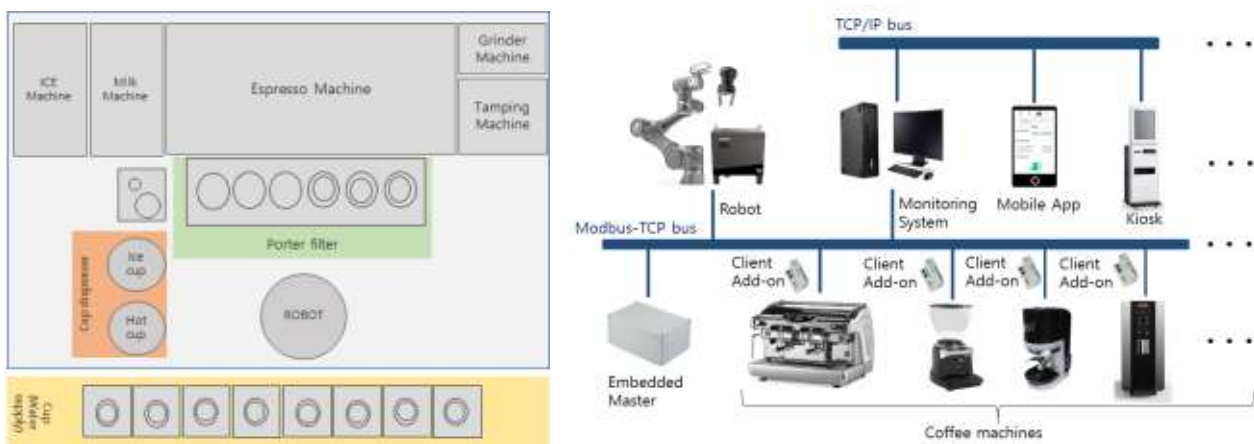 ICE
Machine
Milk
Machine
Espresso Machine
Grinder
Machine
Tamping
Machine
Porter filter
Ice
cup
Hot
cup
ROBOT
Cup
Water
TCP/IP bus
Robot
Monitoring
System
Mobile App
Kiosk
Modbus-TCP bus
Client
Add-on
Client
Add-on
Client
Add-on
Client
Add-on
Embedded
Master
Coffee machines